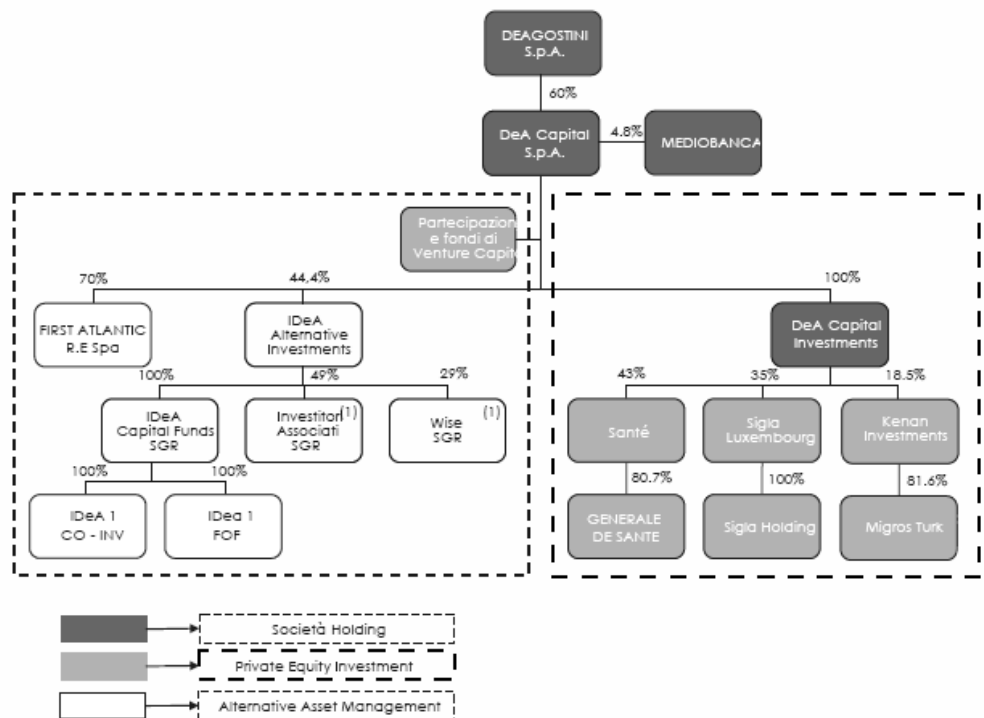 DEAGOSTINI
S.p.A.
60%
DeA Capital
S.p.A.
4.8%
MEDIOBANCA
Partecipazion
e fondi di
Venture Capita
70%
44,4%
100%
FIRST ATLANTIC
R.E Spa
IDeA
Alternative
Investments
DeA Capital
Investments
100%
49%
29%
43%
35%
18.5%
IDeA
Capital Funds
SGR
Investitori (1)
Associati
SGR
Wise (1)
SGR
Santé
Sigla
Luxembourg
Kenan
Investments
100%
100%
80.7%
100%
81.6%
IDeA 1
CO - INV
IDea 1
FOF
GENERALE
DE SANTE
Sigla Holding
Migros Turk
Società Holding
Private Equity Investment
Alternative Asset Management